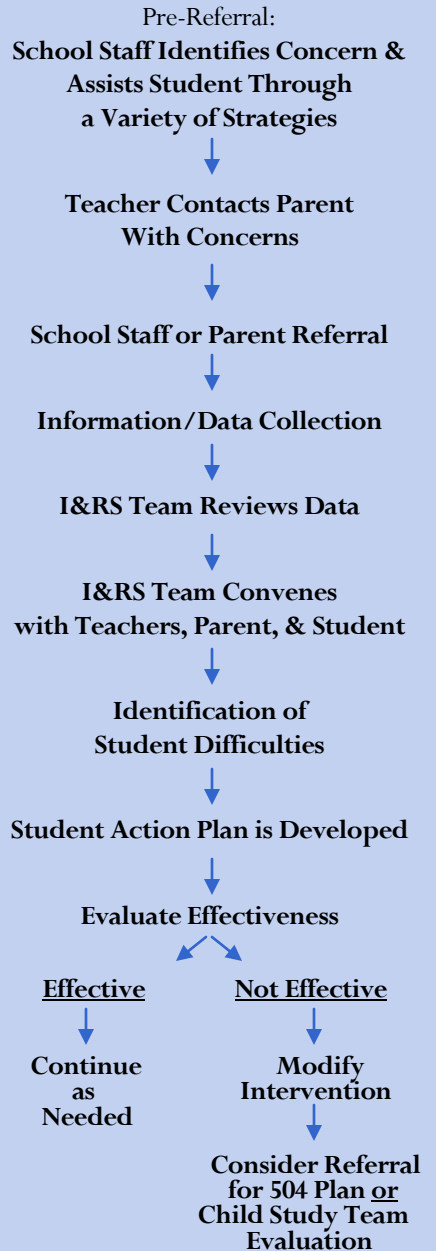 Pre-Referral:
School Staff Identifies Concern &
Assists Student Through
a Variety of Strategies
Teacher Contacts Parent
With Concerns
School Staff or Parent Referral
Information/Data Collection
I&RS Team Reviews Data
I&RS Team Convenes
with Teachers, Parent, & Student
Identification of
Student Difficulties
Student Action Plan is Developed
Evaluate Effectiveness
Effective
Continue
as
Needed
Not Effective
Modify
Intervention
Consider Referral
for 504 Plan or
Child Study Team
Evaluation